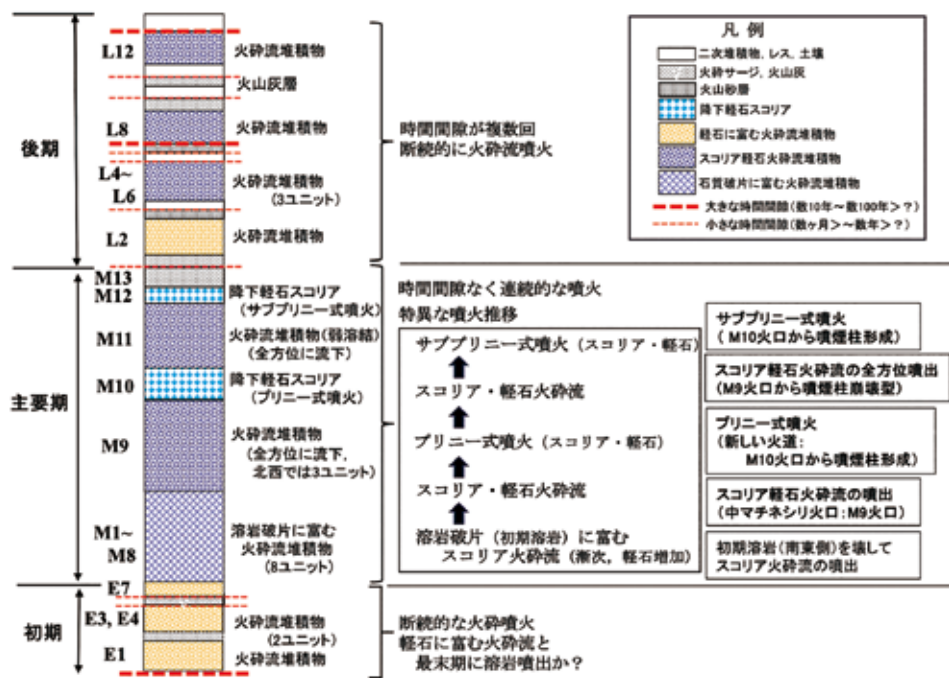 後期
主要期
初期
L12
L8
L4~
L6
L2
M13
M12
M11
M10
M9
M1~
M8
E7
E3, E4
E1
火砕流堆積物
火山灰層
火砕流堆積物
火砕流堆積物
(3ユニット)
火砕流堆積物
降下軽石スコリア
(サブプリニー式噴火)
火砕流堆積物(弱溶結)
(全方位に流下)
降下軽石スコリア
(プリニー式噴火)
火砕流堆積物
(全方位に流下,
北西では3ユニット)
溶岩破片に富む
火砕流堆積物
(8ユニット)
火砕流堆積物
(2ユニット)
火砕流堆積物
時間間隙が複数回
断続的に火砕流噴火
時間間隙なく連続的な噴火
特異な噴火推移
サブプリニー式噴火(スコリア・軽石)
スコリア・軽石火砕流
プリニー式噴火(スコリア・軽石)
スコリア・軽石火砕流
溶岩破片(初期溶岩)に富む
スコリア火砕流(漸次,軽石増加)
断続的な火砕噴火
軽石に富む火砕流と
最末期に溶岩噴出か?
凡 例
二次堆積物,レス,土壌
火砕サージ,火山灰
火山砂層
降下軽石スコリア
軽石に富む火砕流堆積物
スコリア軽石火砕流堆積物
石質破片に富む火砕流堆積物
大きな時間間隙(数10年~数100年>?)
小さな時間間隙(数ヶ月>~数年>?)
サブプリニー式噴火
(M10火口から噴煙柱形成)
スコリア軽石火砕流の全方位噴出
(M9火口から噴煙柱崩壊型)
プリニー式噴火
(新しい火道:
M10火口から噴煙柱形成)
スコリア軽石火砕流の噴出
(中マチネシリ火口:M9火口)
初期溶岩(南東側)を壊して
スコリア火砕流の噴出